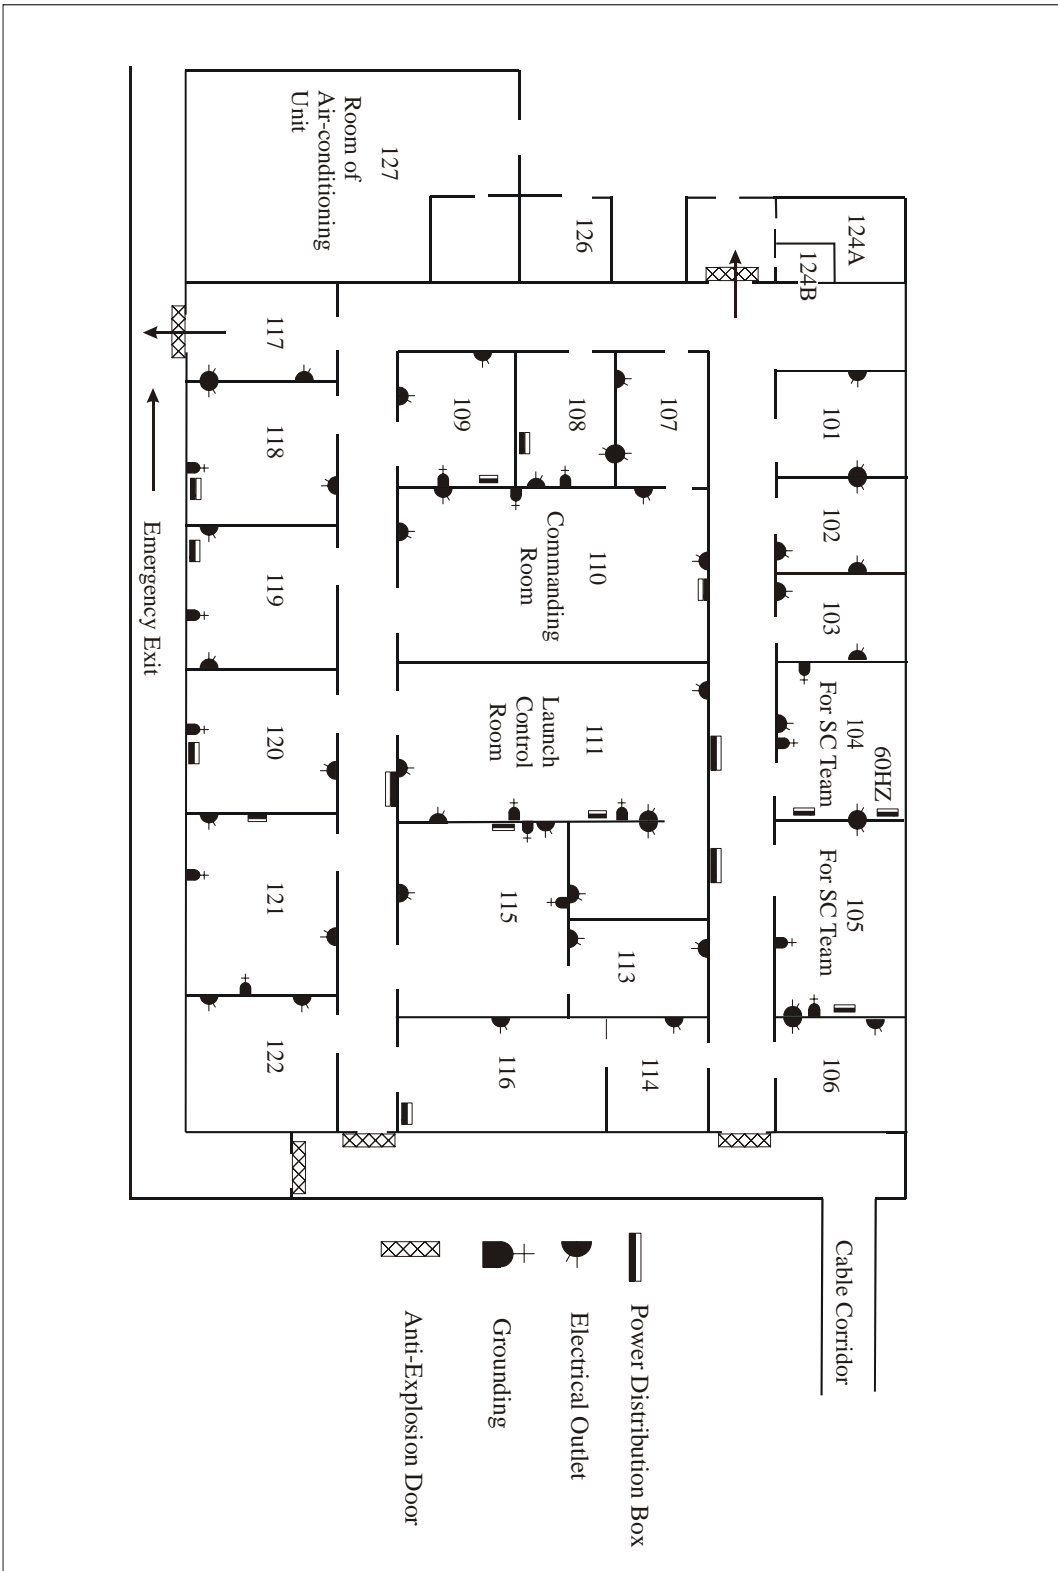 124A
124B
126
127
Room of
Air-conditioning
Unit
101
102
103
60HZ
104
For SC Team
105
For SC Team
106
107
108
109
110
Commanding
Room
111
Launch
Control
Room
113
115
114
116
117
118
119
120
121
122
Emergency Exit
Cable Corridor
Power Distribution Box
Electrical Outlet
Grounding
Anti-Explosion Door